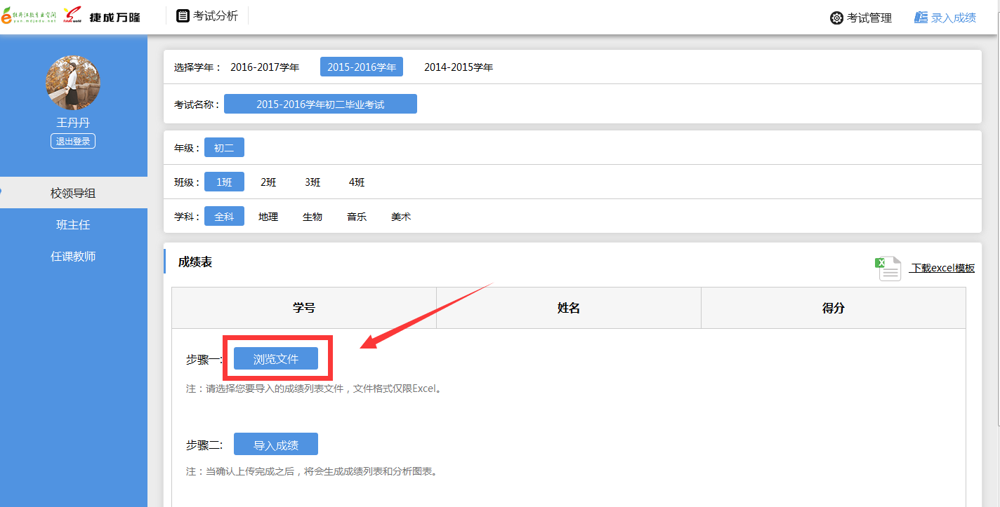 牡丹江教育云空间
yun.mdjedu.net
Future world
捷成万隆
考试分析
考试管理
录入成绩
王丹丹
退出登录
校领导组
班主任
任课教师
选择学年： 2016-2017学年 2015-2016学年 2014-2015学年
考试名称： 2015-2016学年初二毕业考试
年级： 初二
班级： 1班 2班 3班 4班
学科： 全科 地理 生物 音乐 美术
成绩表
下载excel模板
学号 姓名 得分
步骤一: 浏览文件
注：请选择您要导入的成绩列表文件，文件格式仅限Excel。
步骤二: 导入成绩
注：当确认上传完成之后，将会生成成绩列表和分析图表。